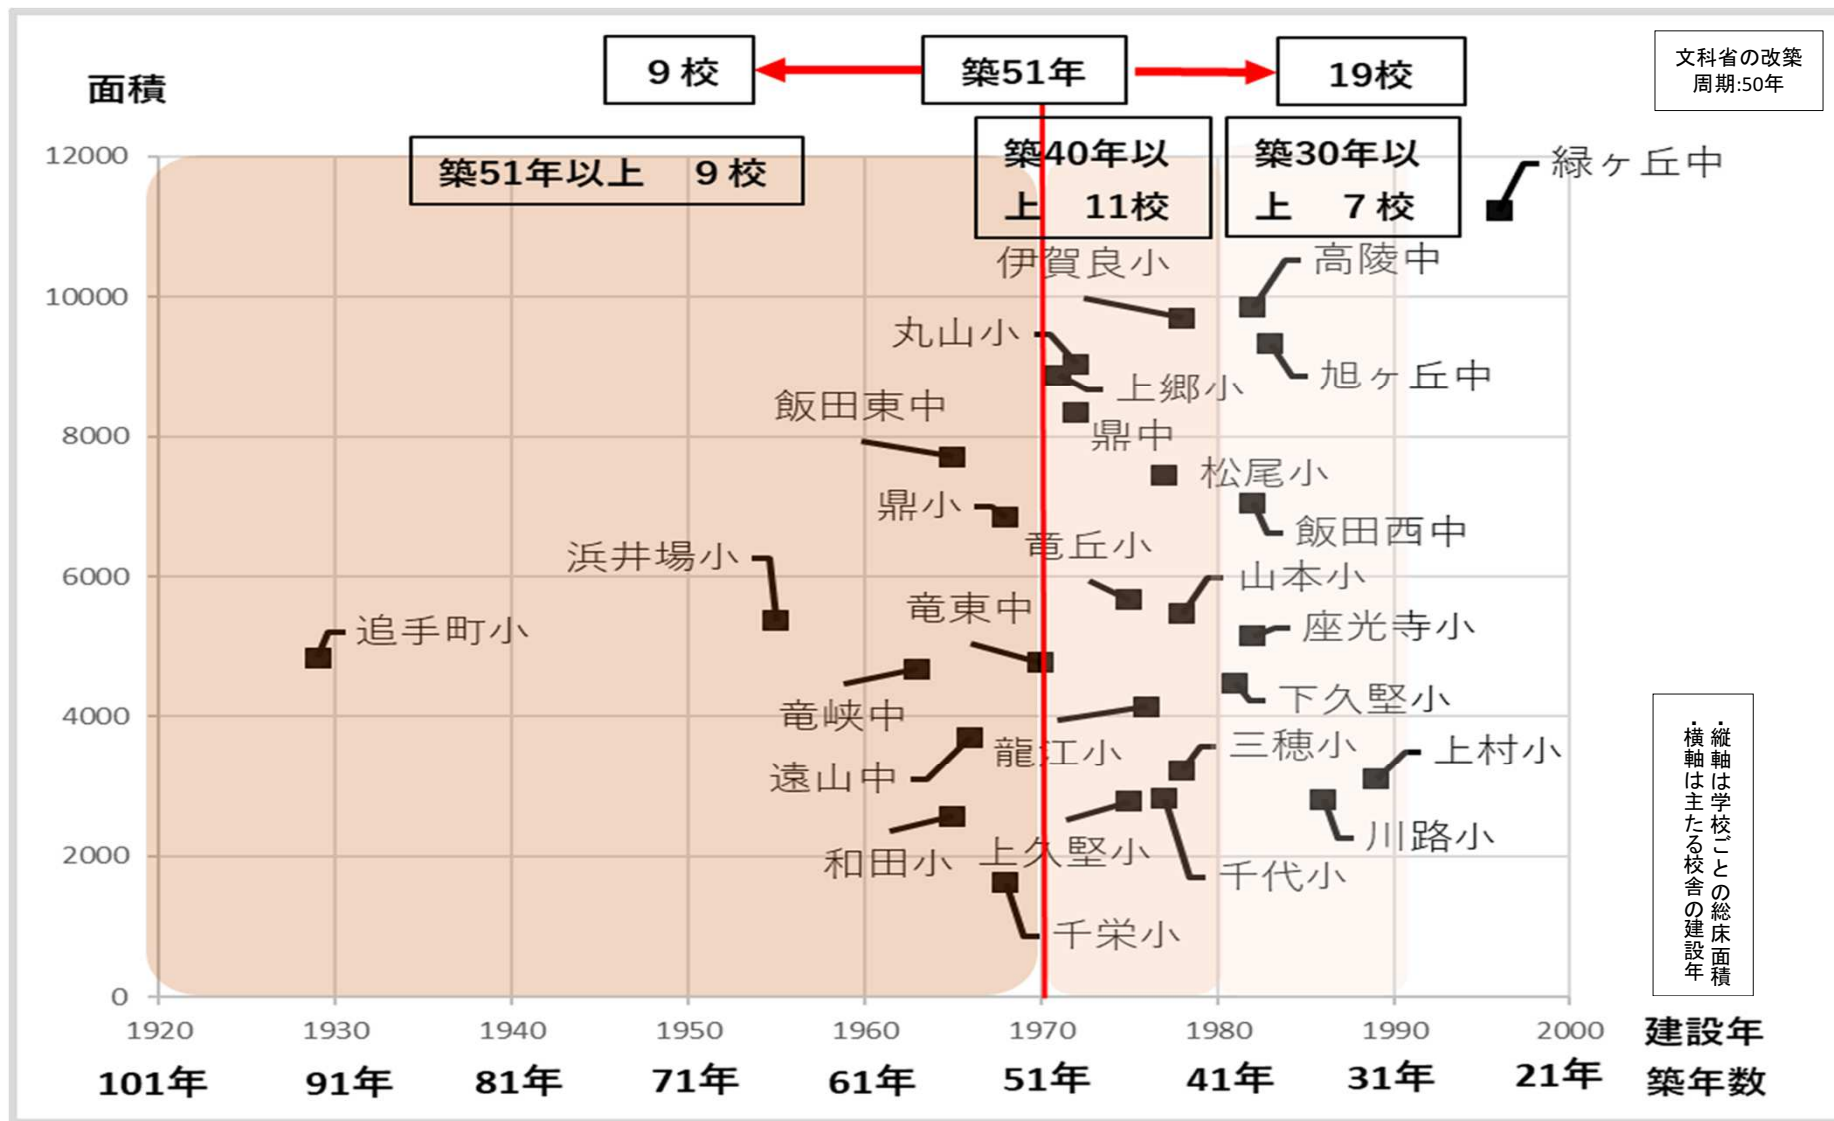 9校
築51年
19校
文科省の改築
周期:50年
面積
築51年以上 9校
築40年以
上 11校
築30年以
上 7校
12000
10000
8000
6000
4000
2000
0
緑ヶ丘中
伊賀良小
高陵中
丸山小
旭ヶ丘中
上郷小
飯田東中
鼎中
松尾小
鼎小
飯田西中
竜丘小
浜井場小
山本小
竜東中
座光寺小
追手町小
下久堅小
竜峡中
龍江小
三穂小
上村小
遠山中
川路小
上久堅小
和田小
千代小
千栄小
・縦軸は学校ごとの総床面積
・横軸は主たる校舎の建設年
1920 1930 1940 1950 1960 1970 1980 1990 2000 建設年
101年 91年 81年 71年 61年 51年 41年 31年 21年 築年数